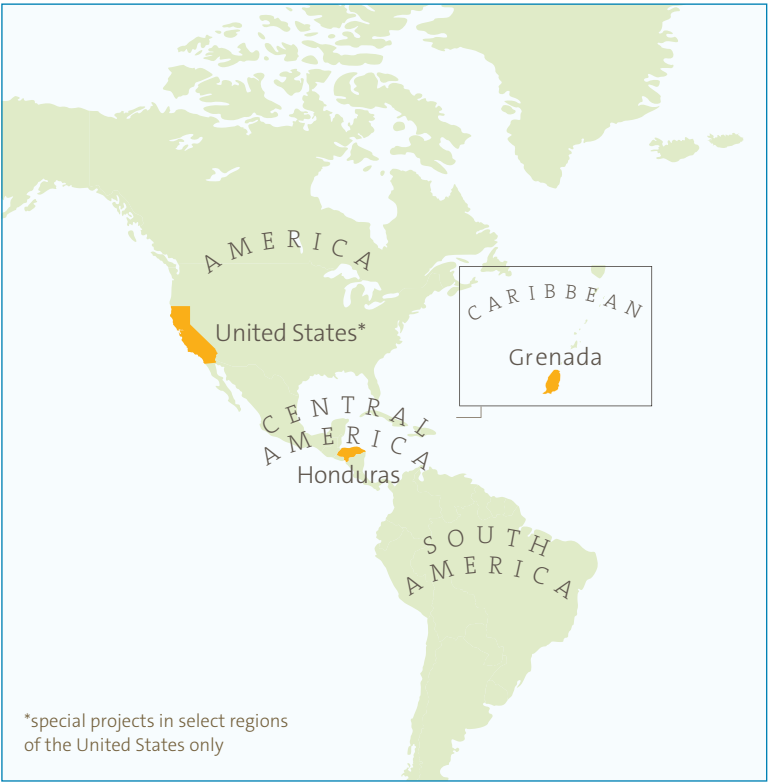 AMERICA
United States*
CARIBBEAN
Grenada
CENTRAL
AMERICA
Honduras
SOUTH
AMERICA
*special projects in select regions
of the United States only